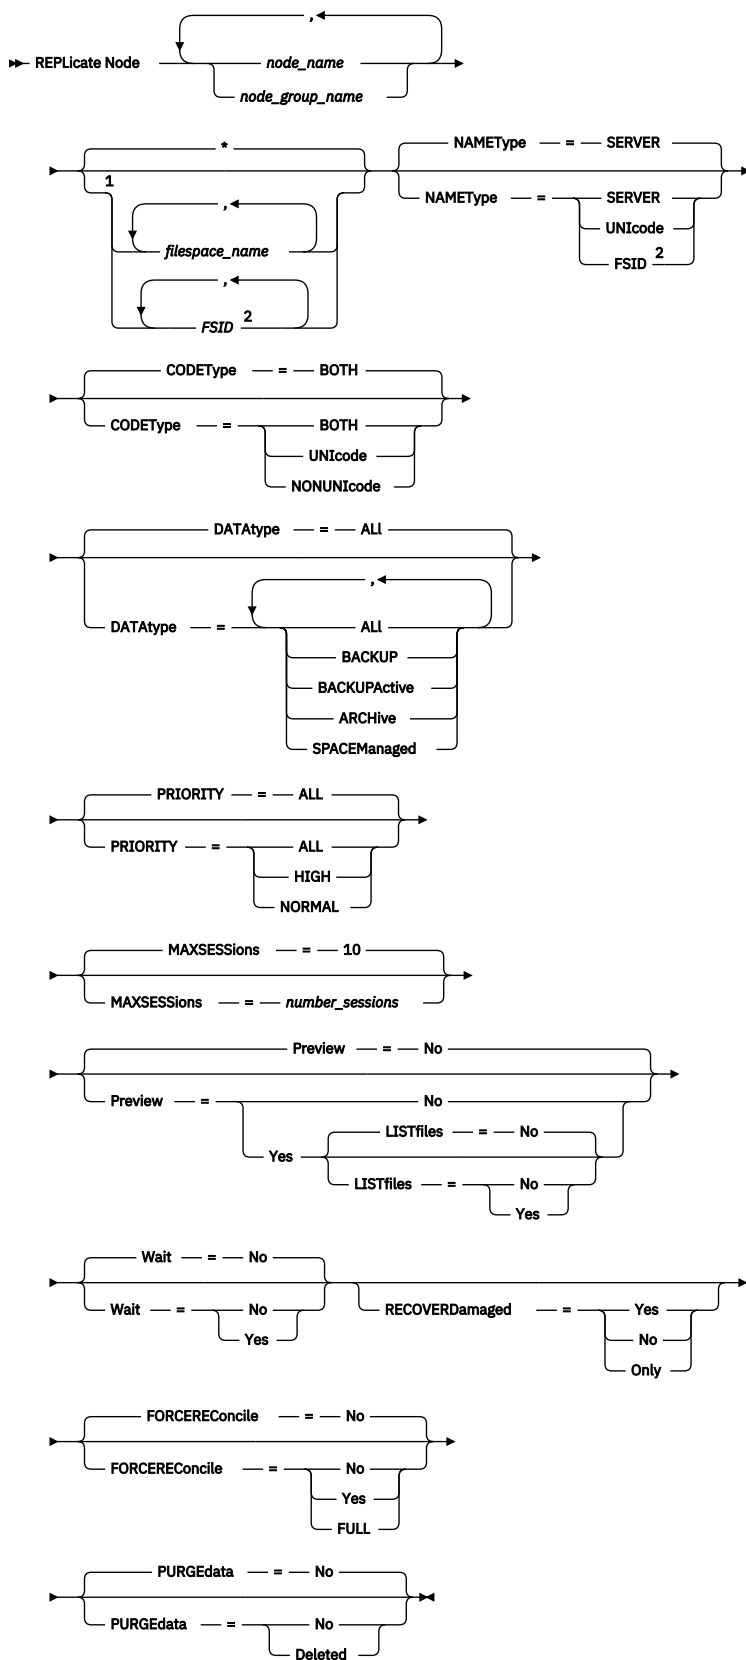 ,
REPLicate Node node_name
node_group_name
*
1
,
filespace_name
,
FSID 2
NAMEType = SERVER
NAMEType = SERVER
UNIcode
FSID 2
CODEType = BOTH
CODEType = BOTH
UNIcode
NONUNIcode
DATAtype = ALl
,
DATAtype = ALl
BACKUP
BACKUPActive
ARCHive
SPACEManaged
PRIORITY = ALL
PRIORITY = ALL
HIGH
NORMAL
MAXSESSions = 10
MAXSESSions = number_sessions
Preview = No
Preview = No
LISTfiles = No
Yes
LISTfiles = No
Yes
Wait = No
Wait = No
Yes
RECOVERDamaged = Yes
No
Only
FORCEREConcile = No
FORCEREConcile = No
Yes
FULL
PURGEdata = No
PURGEdata = No
Deleted